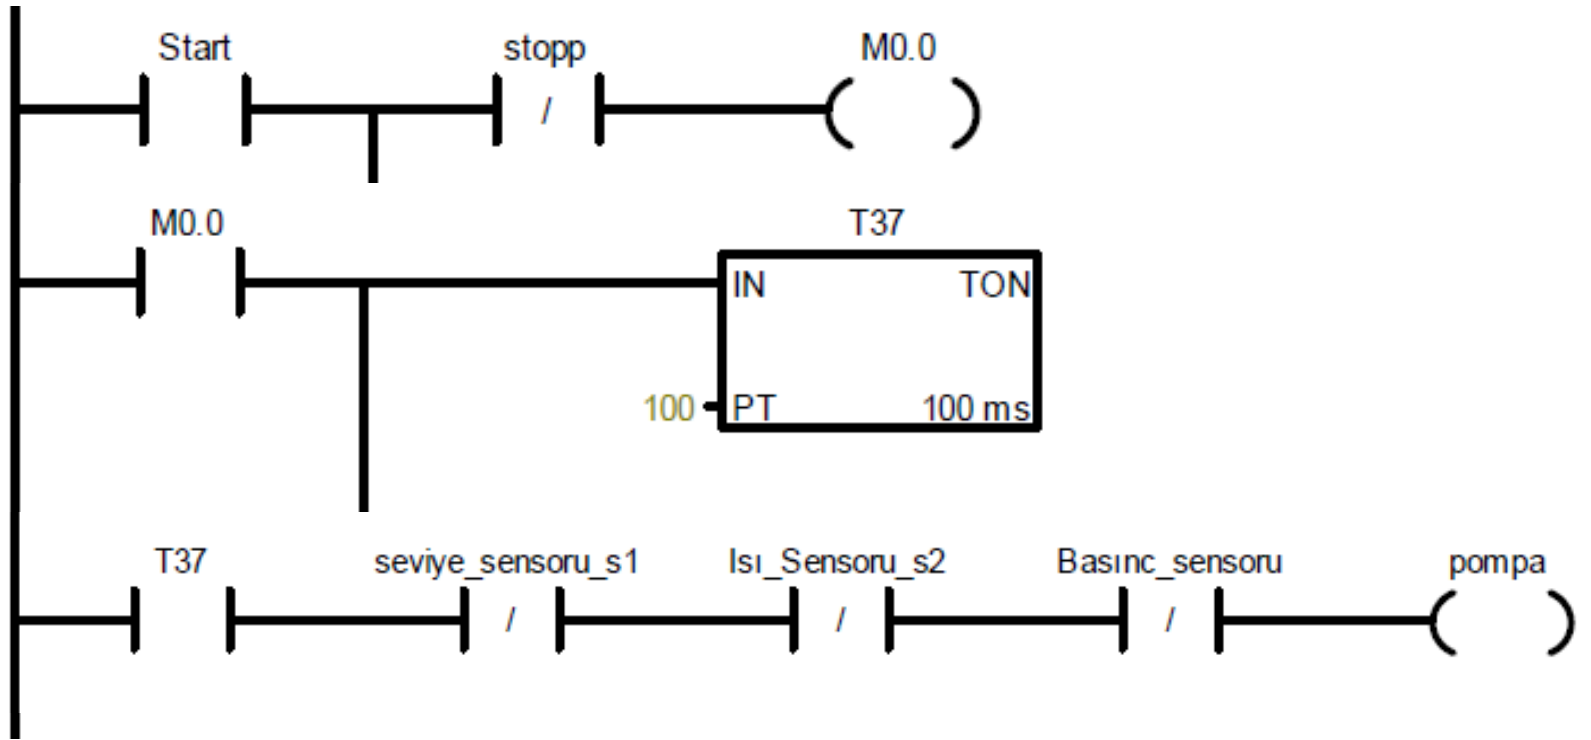 Start stopp M0.0
/
M0.0 T37
IN TON
100 PT 100 ms
T37 seviye_sensoru_s1 Isı_Sensoru_s2 Basınc_sensoru pompa
/ / /